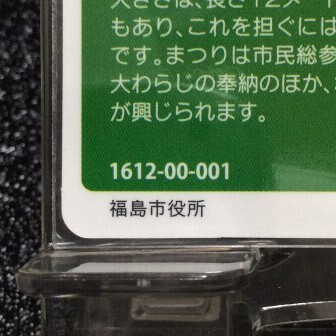 大きさは、長さ12メート
もあり、これを担ぐには
です。まつりは市民総参
大わらじの奉納のほか、
が興じられます。
1612-00-001
福島市役所